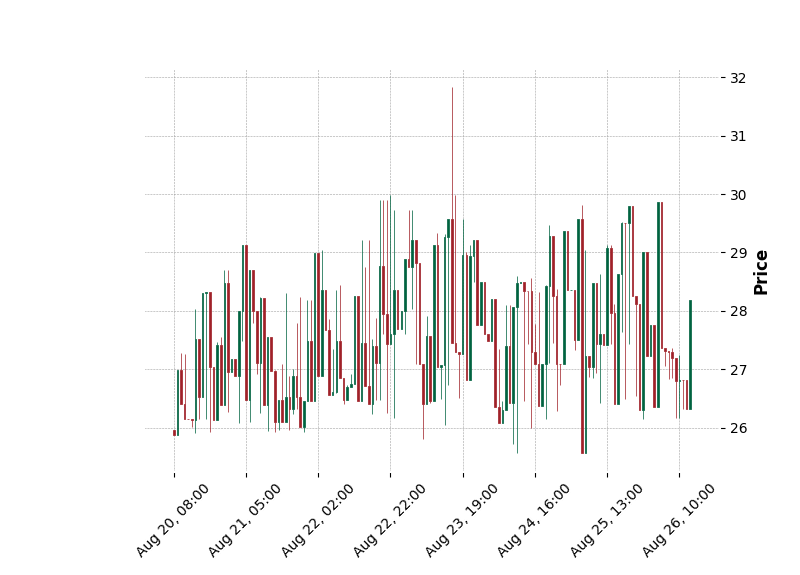 32
31
30
29
28
27
26
Price
Aug 20, 08:00
Aug 21, 05:00
Aug 22, 02:00
Aug 22, 22:00
Aug 23, 19:00
Aug 24, 16:00
Aug 25, 13:00
Aug 26, 10:00